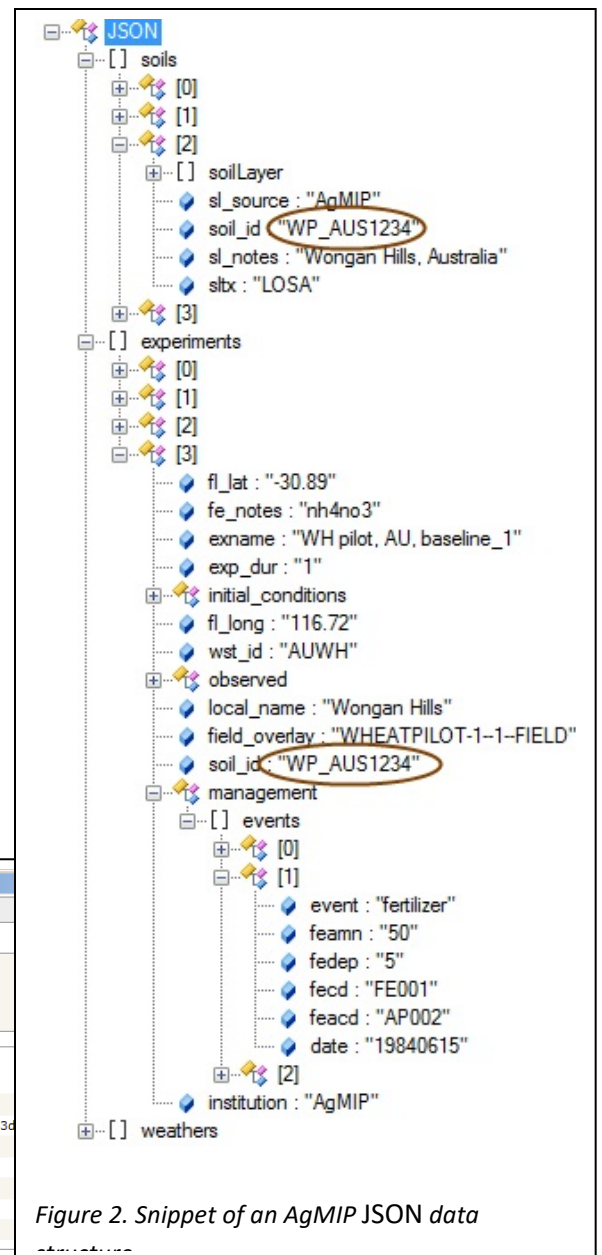 JSON
[ ] soils
[0]
[1]
[2]
[ ] soilLayer
sl_source : "AgMIP"
soil_id : "WP_AUS1234"
sl_notes : "Wongan Hills, Australia"
sltx : "LOSA"
[3]
[ ] experiments
[0]
[1]
[2]
[3]
fl_lat : "-30.89"
fe_notes : "nh4no3"
exname : "WH pilot, AU, baseline_1"
exp_dur : "1"
initial_conditions
fl_long : "116.72"
wst_id : "AUWH"
observed
local_name : "Wongan Hills"
field_overlay : "WHEATPILOT-1--1--FIELD"
soil_id : "WP_AUS1234"
management
[ ] events
[0]
[1]
event : "fertilizer"
feamn : "50"
fedep : "5"
fecd : "FE001"
feacd : "AP002"
date : "19840615"
[2]
institution : "AgMIP"
[ ] weathers
3d
Figure 2. Snippet of an AgMIP JSON data
structure